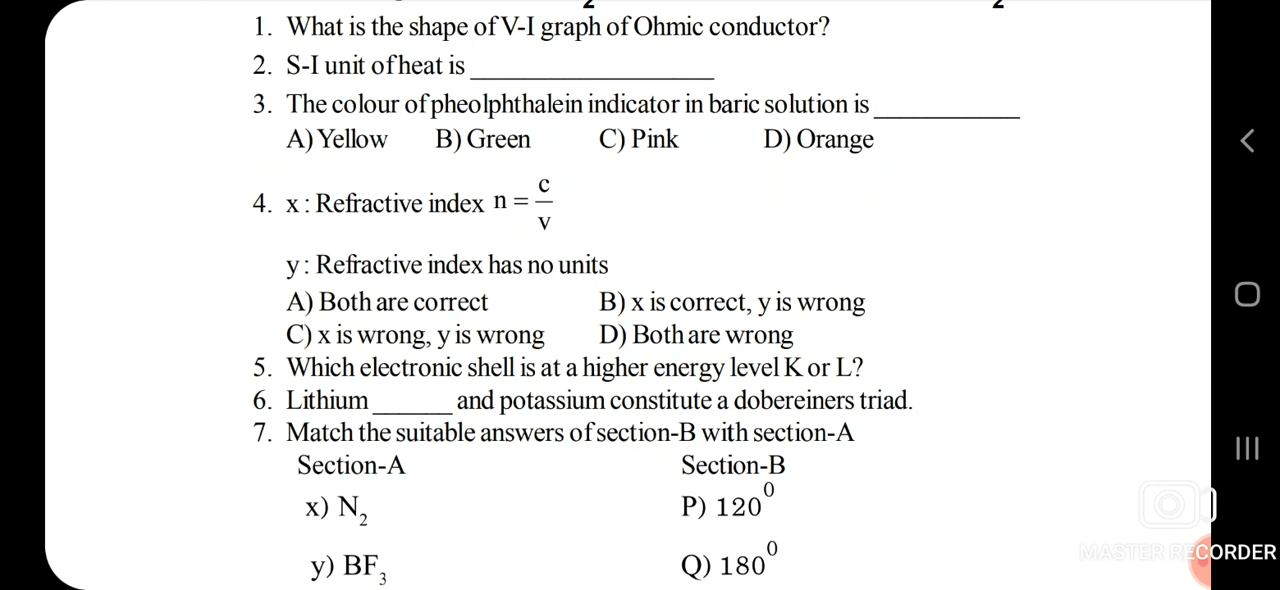 1. What is the shape of V-I graph of Ohmic conductor?
2. S-I unit of heat is ________________
3. The colour of pheolphthalein indicator in baric solution is ____________
A) Yellow B) Green C) Pink D) Orange
4. x : Refractive index n = c/v
y : Refractive index has no units
A) Both are correct B) x is correct, y is wrong
C) x is wrong, y is wrong D) Both are wrong
5. Which electronic shell is at a higher energy level K or L?
6. Lithium ______ and potassium constitute a dobereiners triad.
7. Match the suitable answers of section-B with section-A
Section-A Section-B
x) N₂ P) 120⁰
y) BF₃ Q) 180⁰
MASTER RECORDER